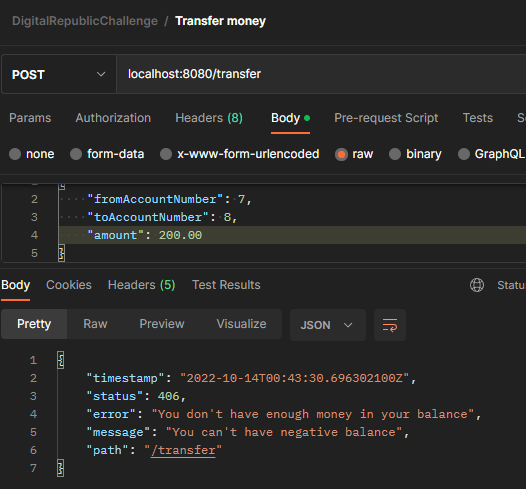 DigitalRepublicChallenge / Transfer money
POST localhost:8080/transfer
Params Authorization Headers (8) Body Pre-request Script Tests
none form-data x-www-form-urlencoded raw binary GraphQL
{
2 "fromAccountNumber": 7,
3 "toAccountNumber": 8,
4 "amount": 200.00
5 }
Body Cookies Headers (5) Test Results Statu
Pretty Raw Preview Visualize JSON
1 {
2 "timestamp": "2022-10-14T00:43:30.696302100Z",
3 "status": 406,
4 "error": "You don't have enough money in your balance",
5 "message": "You can't have negative balance",
6 "path": "/transfer"
7 }